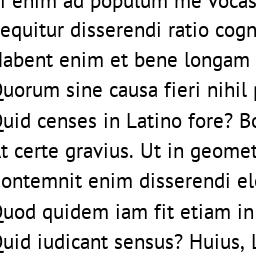 enim ad populum me vocas
equitur disserendi ratio cogn
Habent enim et bene longam
Quorum sine causa fieri nihil
Quid censes in Latino fore? Bo
At certe gravius. Ut in geomet
contemnit enim disserendi ele
Quod quidem iam fit etiam in
Quid iudicant sensus? Huius, L